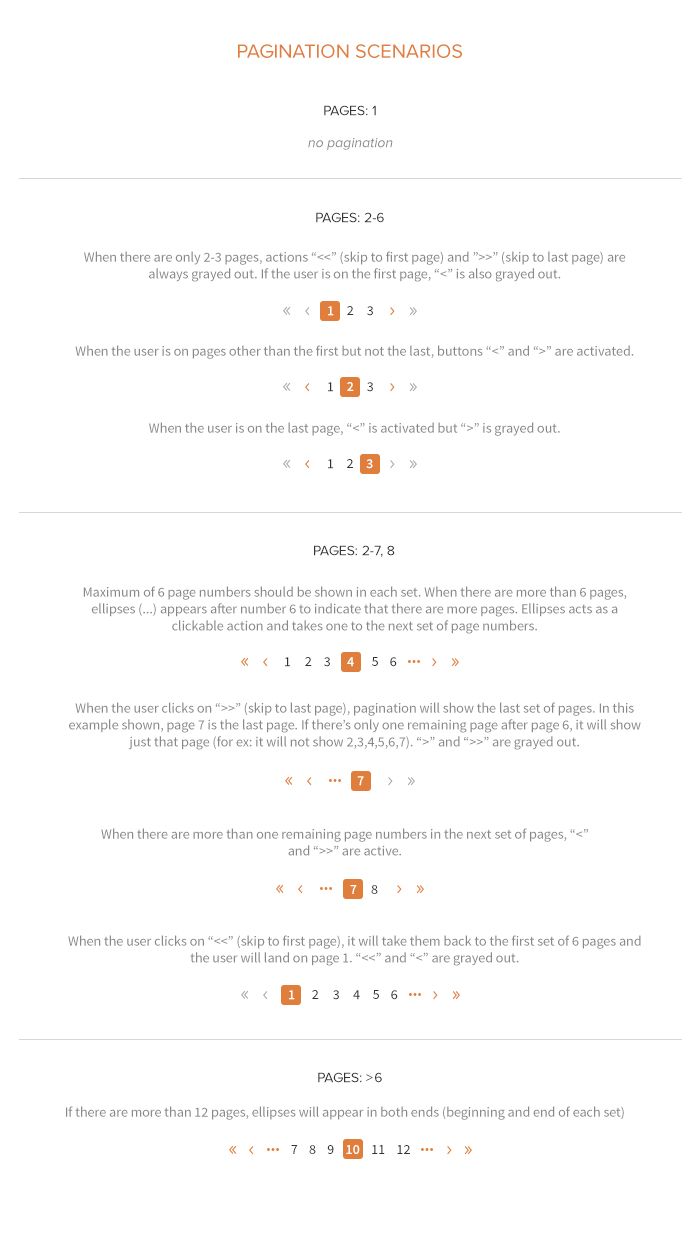 PAGINATION SCENARIOS
PAGES: 1
no pagination
PAGES: 2-6
When there are only 2-3 pages, actions “<<” (skip to first page) and ”>>” (skip to last page) are
always grayed out. If the user is on the first page, “<” is also grayed out.
« ‹ 1 2 3 › »
When the user is on pages other than the first but not the last, buttons “<” and “>” are activated.
« ‹ 1 2 3 › »
When the user is on the last page, “<” is activated but “>” is grayed out.
« ‹ 1 2 3 › »
PAGES: 2-7, 8
Maximum of 6 page numbers should be shown in each set. When there are more than 6 pages,
ellipses (...) appears after number 6 to indicate that there are more pages. Ellipses acts as a
clickable action and takes one to the next set of page numbers.
« ‹ 1 2 3 4 5 6 ••• › »
When the user clicks on “>>” (skip to last page), pagination will show the last set of pages. In this
example shown, page 7 is the last page. If there’s only one remaining page after page 6, it will show
just that page (for ex: it will not show 2,3,4,5,6,7). “>” and “>>” are grayed out.
« ‹ ••• 7 › »
When there are more than one remaining page numbers in the next set of pages, “<”
and “>>” are active.
« ‹ ••• 7 8 › »
When the user clicks on “<<” (skip to first page), it will take them back to the first set of 6 pages and
the user will land on page 1. “<<” and “<” are grayed out.
« ‹ 1 2 3 4 5 6 ••• › »
PAGES: >6
If there are more than 12 pages, ellipses will appear in both ends (beginning and end of each set)
« ‹ ••• 7 8 9 10 11 12 ••• › »